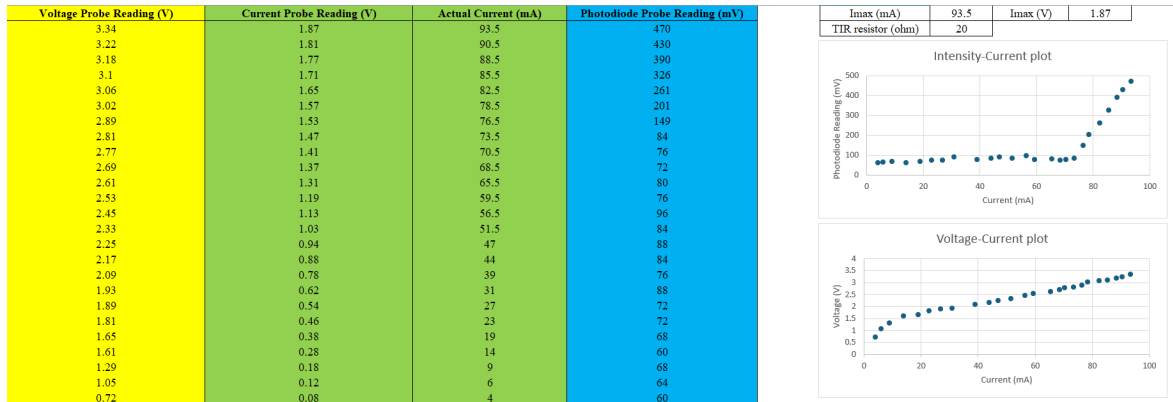 Voltage Probe Reading (V) Current Probe Reading (V) Actual Current (mA) Photodiode Probe Reading (mV)
3.34 1.87 93.5 470
3.22 1.81 90.5 430
3.18 1.77 88.5 390
3.1 1.71 85.5 326
3.06 1.65 82.5 261
3.02 1.57 78.5 201
2.89 1.53 76.5 149
2.81 1.47 73.5 84
2.77 1.41 70.5 76
2.69 1.37 68.5 72
2.61 1.31 65.5 80
2.53 1.19 59.5 76
2.45 1.13 56.5 96
2.33 1.03 51.5 84
2.25 0.94 47 88
2.17 0.88 44 84
2.09 0.78 39 76
1.93 0.62 31 88
1.89 0.54 27 72
1.81 0.46 23 72
1.65 0.38 19 68
1.61 0.28 14 60
1.29 0.18 9 68
1.05 0.12 6 64
0.72 0.08 4 60
Imax (mA) 93.5 Imax (V) 1.87
TIR resistor (ohm) 20
Intensity-Current plot
Photodiode Reading (mV)
500
400
300
200
100
0
0 20 40 60 80 100
Current (mA)
Voltage-Current plot
Voltage (V)
4
3.5
3
2.5
2
1.5
1
0.5
0
0 20 40 60 80 100
Current (mA)